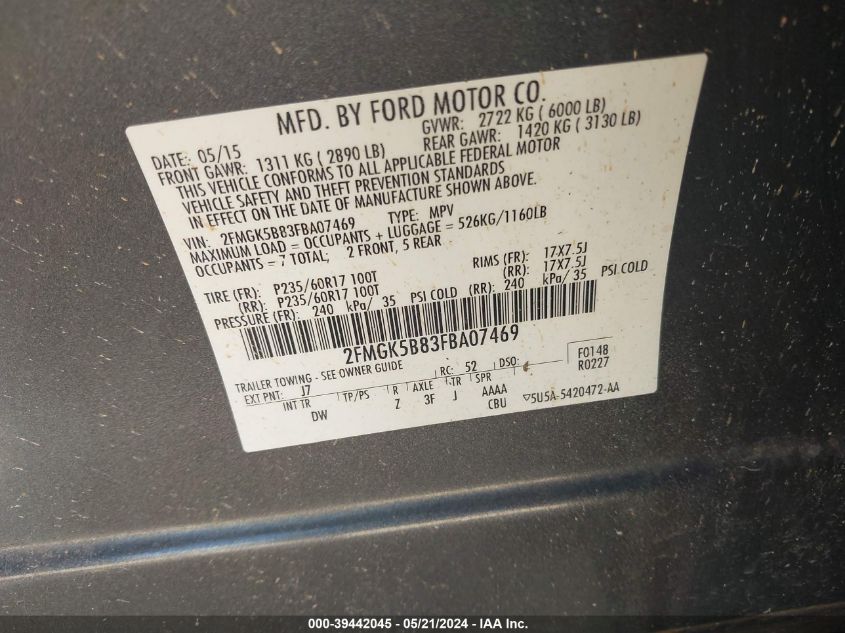 MFD. BY FORD MOTOR CO.
DATE: 05/15 GVWR: 2722 KG ( 6000 LB)
FRONT GAWR: 1311 KG ( 2890 LB) REAR GAWR: 1420 KG ( 3130 LB)
THIS VEHICLE CONFORMS TO ALL APPLICABLE FEDERAL MOTOR
VEHICLE SAFETY AND THEFT PREVENTION STANDARDS
IN EFFECT ON THE DATE OF MANUFACTURE SHOWN ABOVE.
VIN: 2FMGK5B83FBA07469 TYPE: MPV
MAXIMUM LOAD = OCCUPANTS + LUGGAGE = 526KG/1160LB
OCCUPANTS = 7 TOTAL; 2 FRONT, 5 REAR
TIRE (FR): P235/60R17 100T RIMS (FR): 17X7.5J
(RR): P235/60R17 100T (RR): 17X7.5J
PRESSURE (FR): 240 kPa/ 35 PSI COLD (RR): 240 kPa/ 35 PSI COLD
2FMGK5B83FBA07469
TRAILER TOWING - SEE OWNER GUIDE F0148
EXT PNT: J7 RC: 52 DSO: R0227
INT TR TP/PS R AXLE TR SPR
DW Z 3F J AAAA
CBU ▽5U5A-5420472-AA
000-39442045 - 05/21/2024 - IAA Inc.